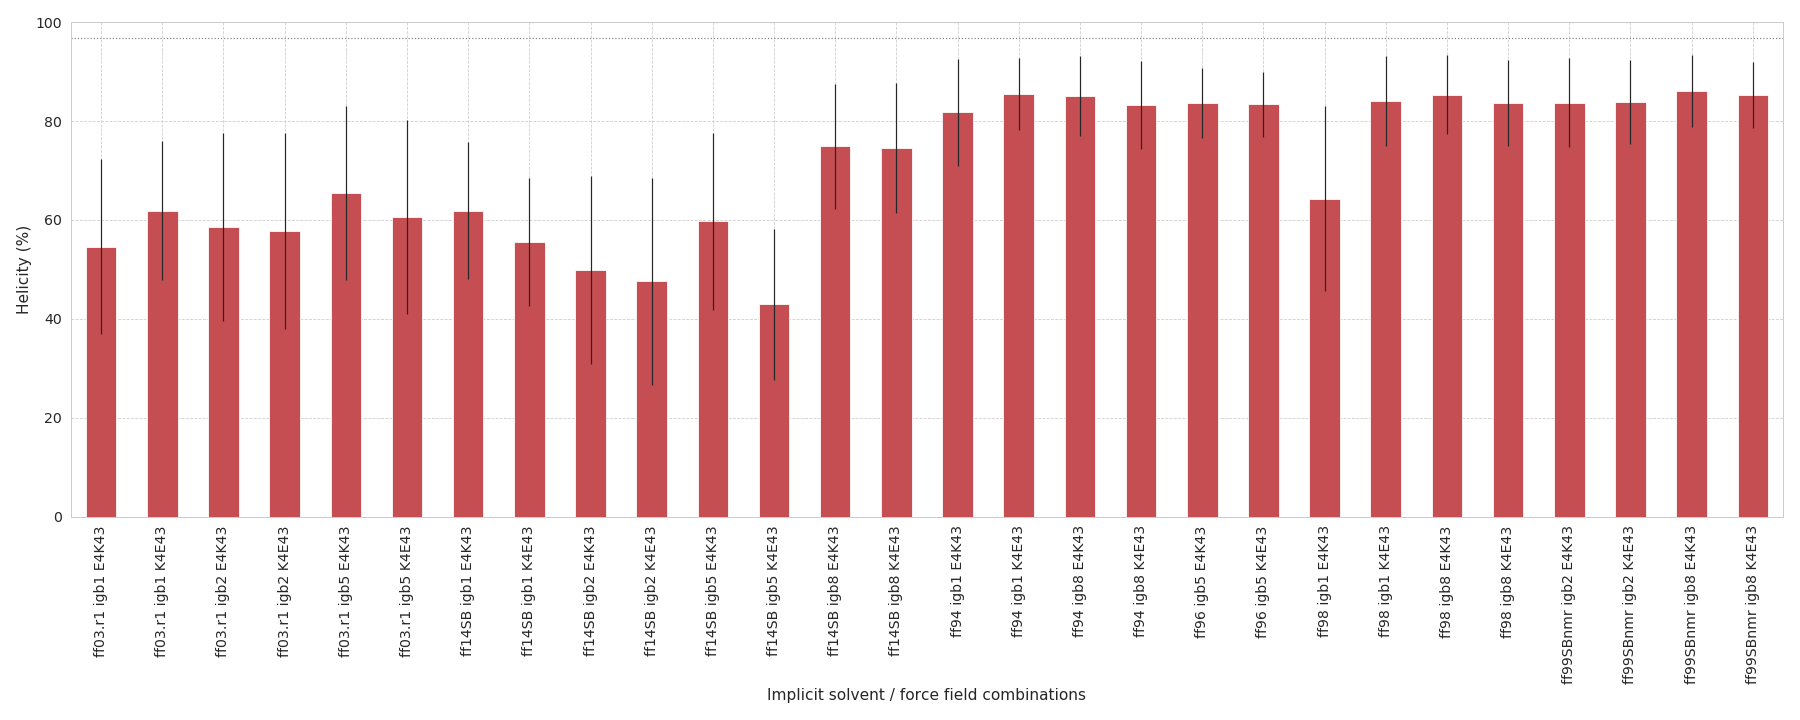 100
80
60
40
20
0
Helicity (%)
ff03.r1 igb1 E4K43
ff03.r1 igb1 K4E43
ff03.r1 igb2 E4K43
ff03.r1 igb2 K4E43
ff03.r1 igb5 E4K43
ff03.r1 igb5 K4E43
ff14SB igb1 E4K43
ff14SB igb1 K4E43
ff14SB igb2 E4K43
ff14SB igb2 K4E43
ff14SB igb5 E4K43
ff14SB igb5 K4E43
ff14SB igb8 E4K43
ff14SB igb8 K4E43
ff94 igb1 E4K43
ff94 igb1 K4E43
ff94 igb8 E4K43
ff94 igb8 K4E43
ff96 igb5 E4K43
ff96 igb5 K4E43
ff98 igb1 E4K43
ff98 igb1 K4E43
ff98 igb8 E4K43
ff98 igb8 K4E43
ff99SBnmr igb2 E4K43
ff99SBnmr igb2 K4E43
ff99SBnmr igb8 E4K43
ff99SBnmr igb8 K4E43
Implicit solvent / force field combinations